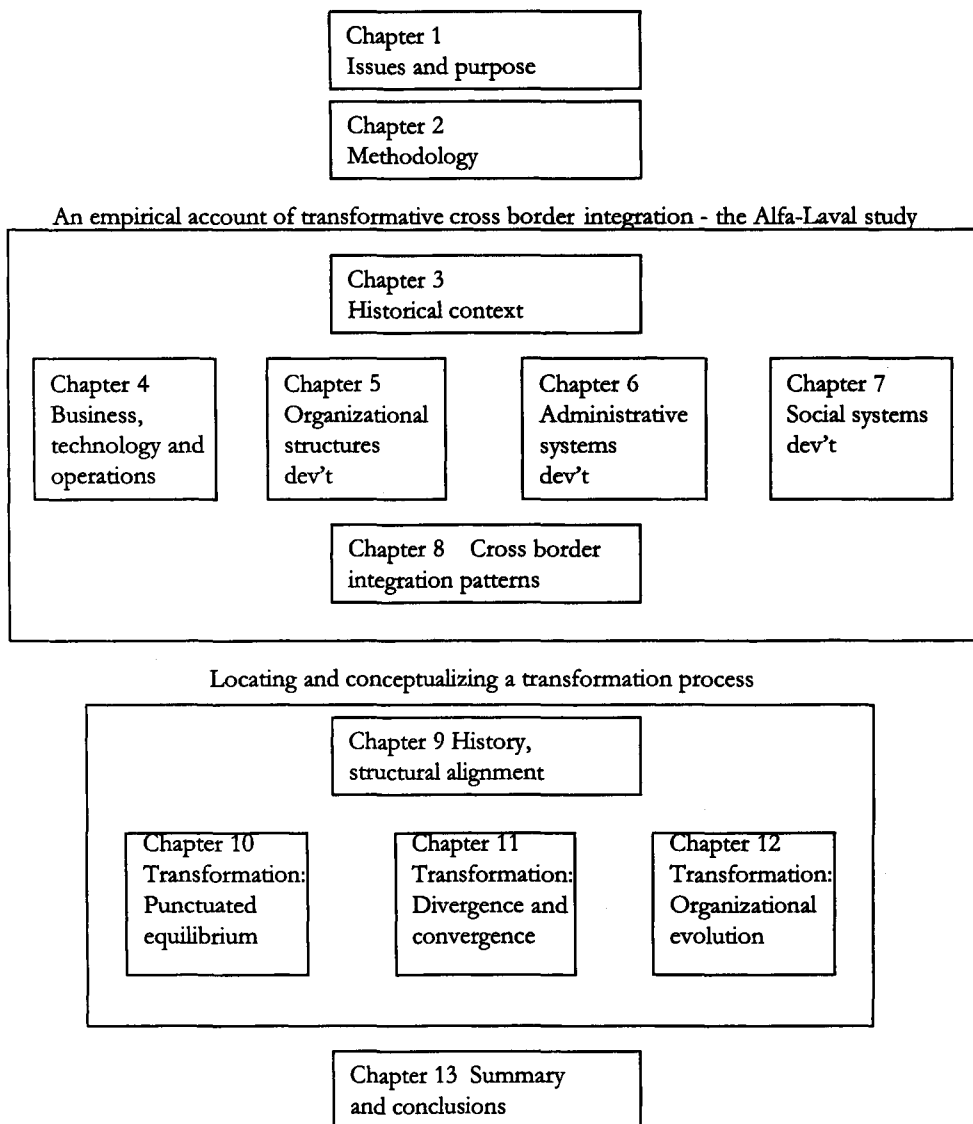 Chapter 1
Issues and purpose
Chapter 2
Methodology
An empirical account of transformative cross border integration - the Alfa-Laval study
Chapter 3
Historical context
Chapter 4
Business,
technology and
operations
Chapter 5
Organizational
structures
dev't
Chapter 6
Administrative
systems
dev't
Chapter 7
Social systems
dev't
Chapter 8 Cross border
integration patterns
Locating and conceptualizing a transformation process
Chapter 9 History,
structural alignment
Chapter 10
Transformation:
Punctuated
equilibrium
Chapter 11
Transformation:
Divergence and
convergence
Chapter 12
Transformation:
Organizational
evolution
Chapter 13 Summary
and conclusions